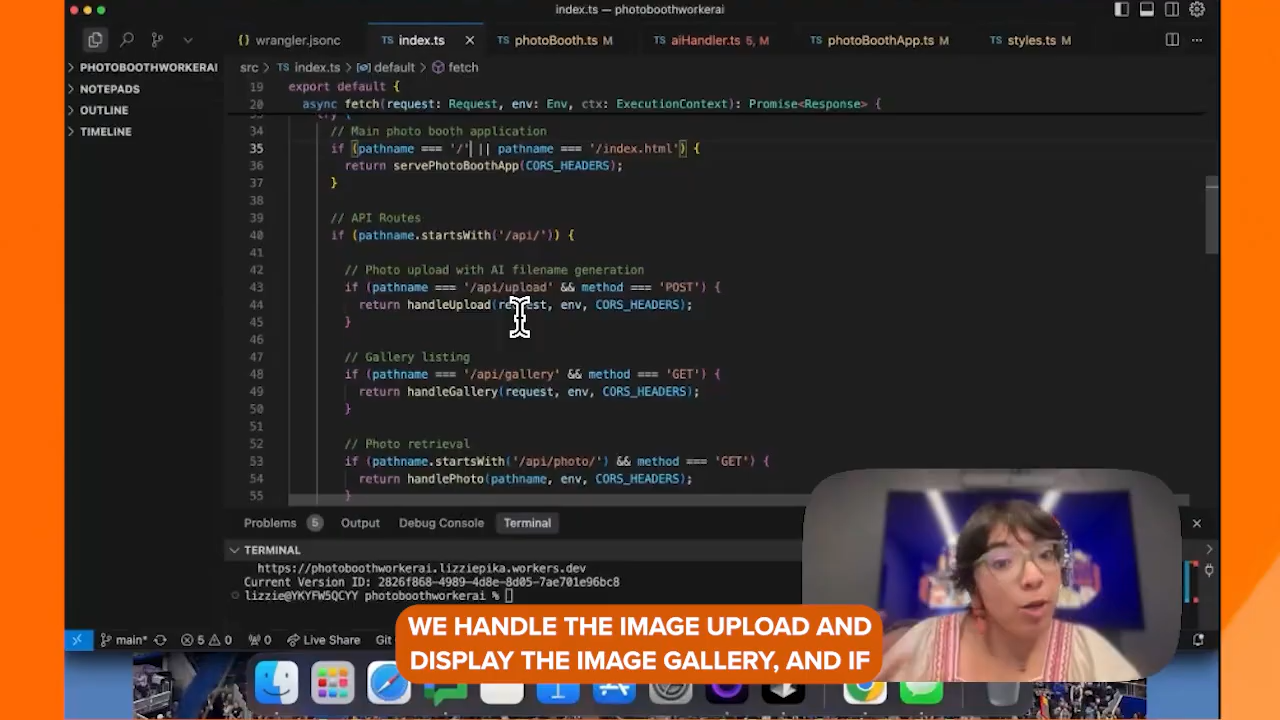 index.ts — photoboothworkerai
wrangler.jsonc
TS index.ts
TS photoBooth.ts M
TS aiHandler.ts 5, M
TS photoBoothApp.ts M
TS styles.ts M
PHOTOBOOTHWORKERAI
NOTEPADS
OUTLINE
TIMELINE
src > TS index.ts > default > fetch
19 export default {
20 async fetch(request: Request, env: Env, ctx: ExecutionContext): Promise<Response> {
33 try {
34 // Main photo booth application
35 if (pathname === '/' || pathname === '/index.html') {
36 return servePhotoBoothApp(CORS_HEADERS);
37 }
38
39 // API Routes
40 if (pathname.startsWith('/api/')) {
41
42 // Photo upload with AI filename generation
43 if (pathname === '/api/upload' && method === 'POST') {
44 return handleUpload(request, env, CORS_HEADERS);
45 }
46
47 // Gallery listing
48 if (pathname === '/api/gallery' && method === 'GET') {
49 return handleGallery(request, env, CORS_HEADERS);
50 }
51
52 // Photo retrieval
53 if (pathname.startsWith('/api/photo/') && method === 'GET') {
54 return handlePhoto(pathname, env, CORS_HEADERS);
55 }
Problems 5 Output Debug Console Terminal
TERMINAL
https://photoboothworkerai.lizziepika.workers.dev
Current Version ID: 2826f868-4989-4d8e-8d05-7ae701e96bc8
lizzie@YKYFW5QCYY photoboothworkerai %
main* 5 0 0 Live Share Git
WE HANDLE THE IMAGE UPLOAD AND
DISPLAY THE IMAGE GALLERY, AND IF